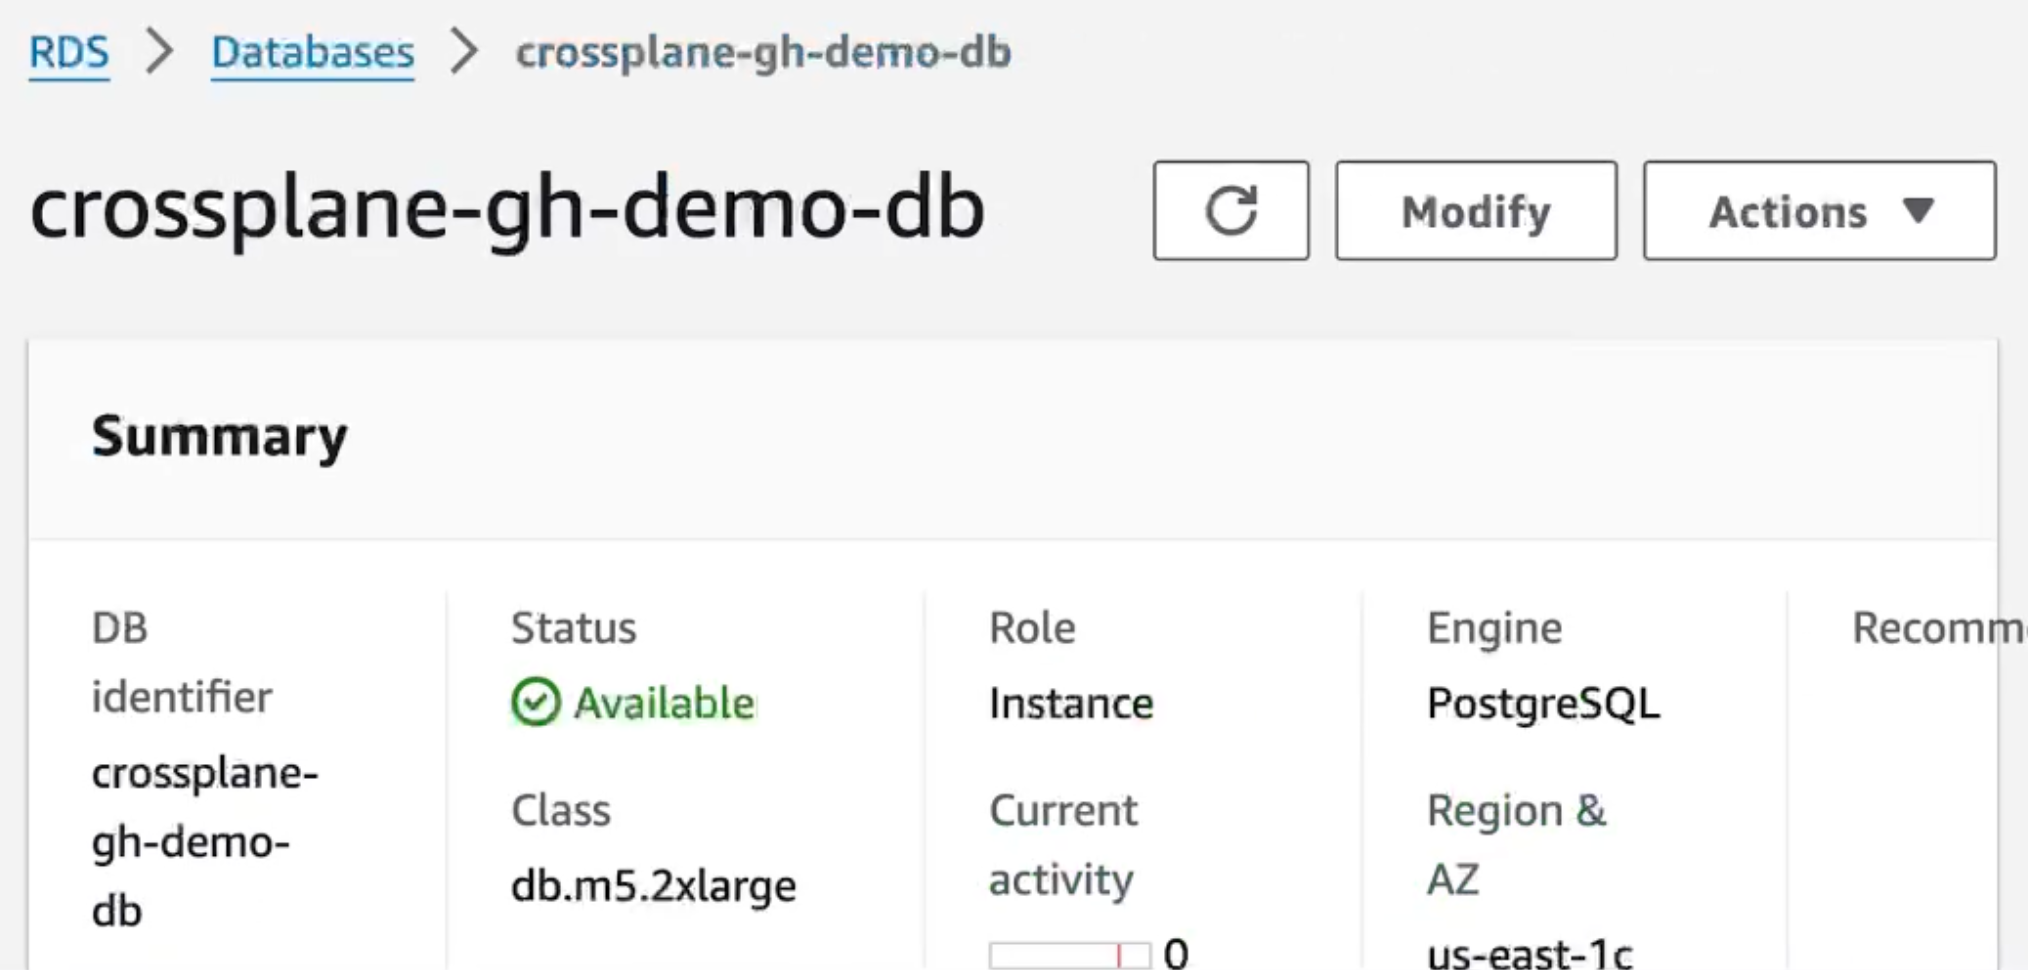 RDS > Databases > crossplane-gh-demo-db
crossplane-gh-demo-db
Modify
Actions
Summary
DB
identifier
crossplane-
gh-demo-
db
Status
Available
Class
db.m5.2xlarge
Role
Instance
Current
activity
0
Engine
PostgreSQL
Region &
AZ
us-east-1c
Recomm